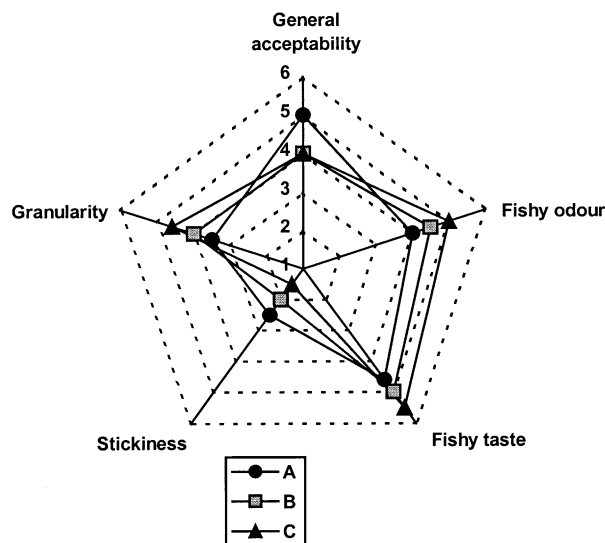 General
acceptability
6
5
4
3
2
1
Granularity
Fishy odour
Stickiness
Fishy taste
A
B
C